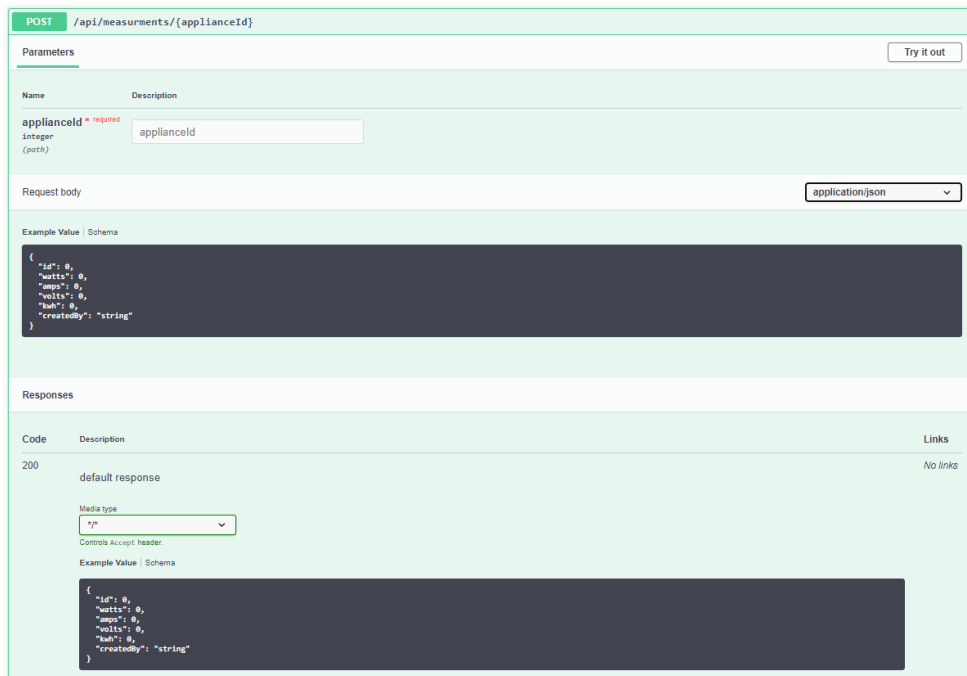 POST /api/measurments/{applianceId}
Parameters
Try it out
Name Description
applianceId * required
integer
(path)
applianceId
Request body
application/json
Example Value | Schema
{
"id": 0,
"watts": 0,
"amps": 0,
"volts": 0,
"kwh": 0,
"createdBy": "string"
}
Responses
Code Description Links
200
default response
No links
Media type
*/*
Controls Accept header.
Example Value | Schema
{
"id": 0,
"watts": 0,
"amps": 0,
"volts": 0,
"kwh": 0,
"createdBy": "string"
}